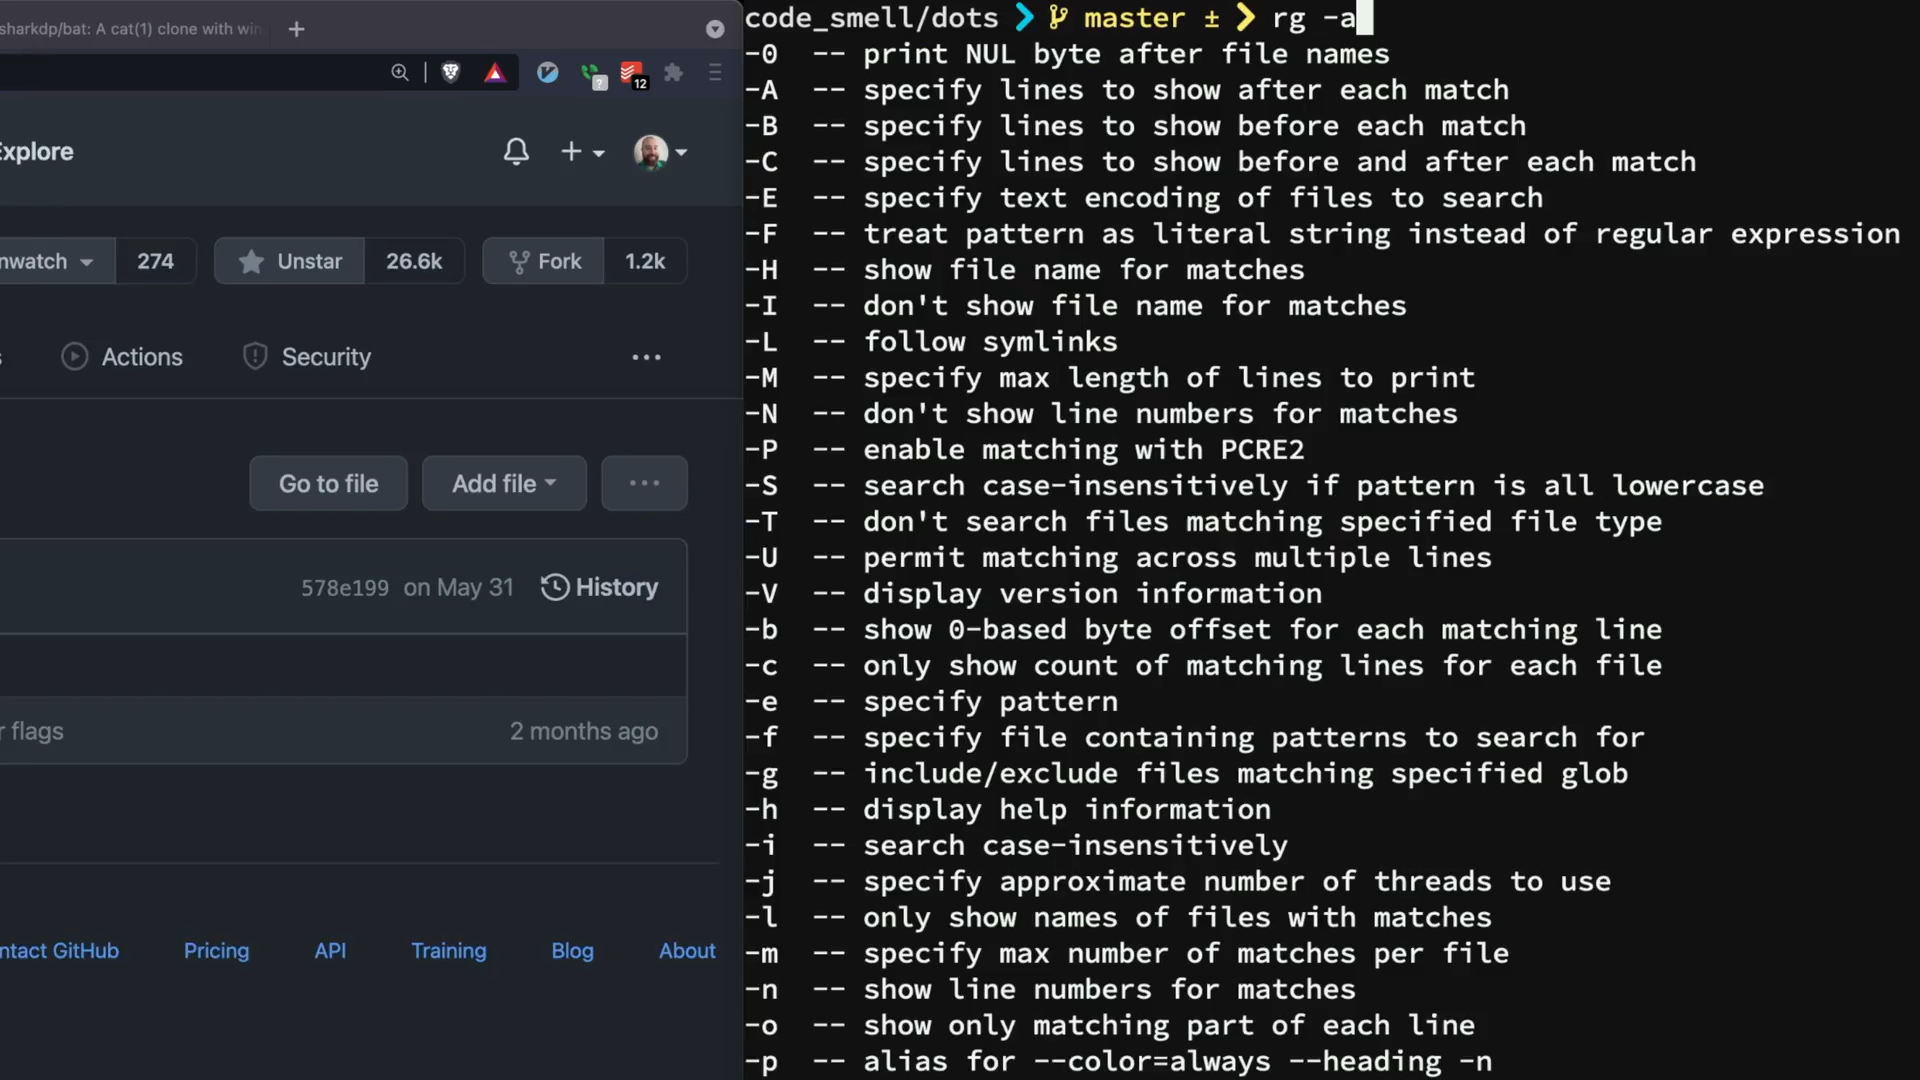 sharkdp/bat: A cat(1) clone with win
12
Explore
nwatch 274 Unstar 26.6k Fork 1.2k
Actions Security
Go to file Add file
578e199 on May 31 History
r flags 2 months ago
ntact GitHub Pricing API Training Blog About
code_smell/dots master ± rg -a
-0 -- print NUL byte after file names
-A -- specify lines to show after each match
-B -- specify lines to show before each match
-C -- specify lines to show before and after each match
-E -- specify text encoding of files to search
-F -- treat pattern as literal string instead of regular expression
-H -- show file name for matches
-I -- don't show file name for matches
-L -- follow symlinks
-M -- specify max length of lines to print
-N -- don't show line numbers for matches
-P -- enable matching with PCRE2
-S -- search case-insensitively if pattern is all lowercase
-T -- don't search files matching specified file type
-U -- permit matching across multiple lines
-V -- display version information
-b -- show 0-based byte offset for each matching line
-c -- only show count of matching lines for each file
-e -- specify pattern
-f -- specify file containing patterns to search for
-g -- include/exclude files matching specified glob
-h -- display help information
-i -- search case-insensitively
-j -- specify approximate number of threads to use
-l -- only show names of files with matches
-m -- specify max number of matches per file
-n -- show line numbers for matches
-o -- show only matching part of each line
-p -- alias for --color=always --heading -n